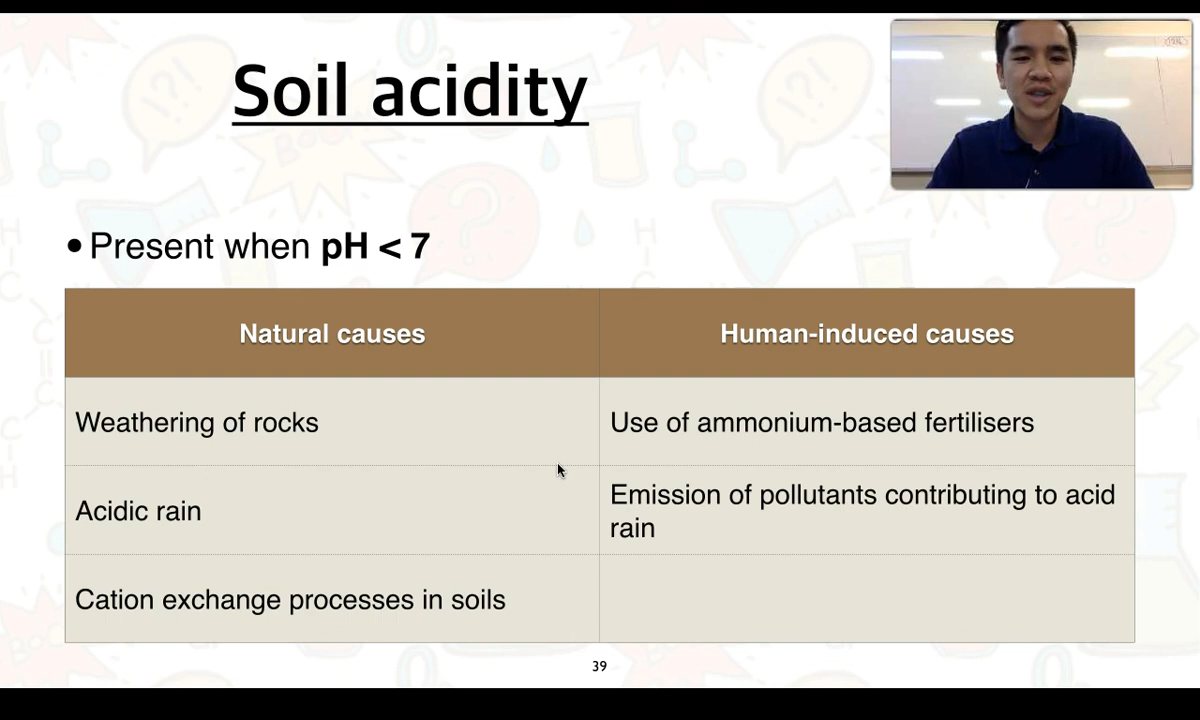 Soil acidity
• Present when pH < 7
Natural causes
Human-induced causes
Weathering of rocks
Use of ammonium-based fertilisers
Acidic rain
Emission of pollutants contributing to acid
rain
Cation exchange processes in soils
39